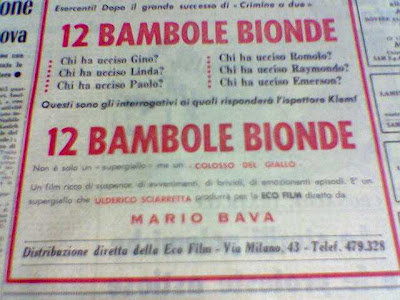 Esercenti! Dopo il grande successo di «Crimine a due»
12 BAMBOLE BIONDE
Chi ha ucciso Gino?
Chi ha ucciso Linda?
Chi ha ucciso Paolo?
Chi ha ucciso Romolo?
Chi ha ucciso Raymondo?
Chi ha ucciso Emerson?
Questi sono gli interrogativi ai quali risponderà l'ispettore Klem!
12 BAMBOLE BIONDE
Non è solo un «supergiallo» ma un «COLOSSO DEL GIALLO»
Un film ricco di suspense, di avvenimenti, di brividi, di emozionanti episodi. E' un
supergiallo che ULDERICO SCIARRETTA produrrà per la ECO FILM diretto da
MARIO BAVA
Distribuzione diretta della Eco Film - Via Milano, 43 - Telef. 479.328
ione
ova